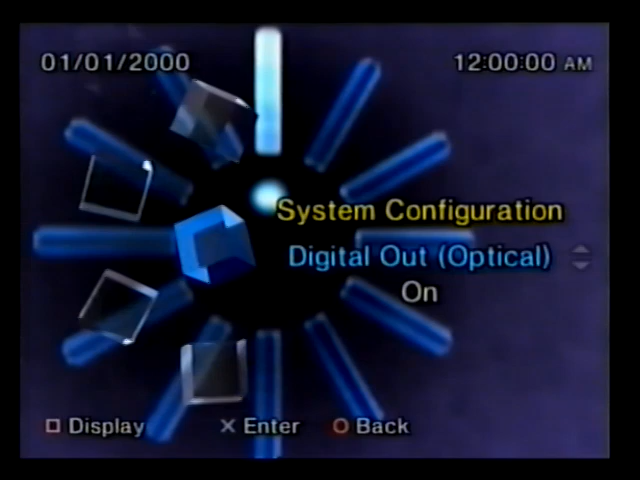 01/01/2000 12:00:00 AM
System Configuration
Digital Out (Optical)
On
Display Enter Back